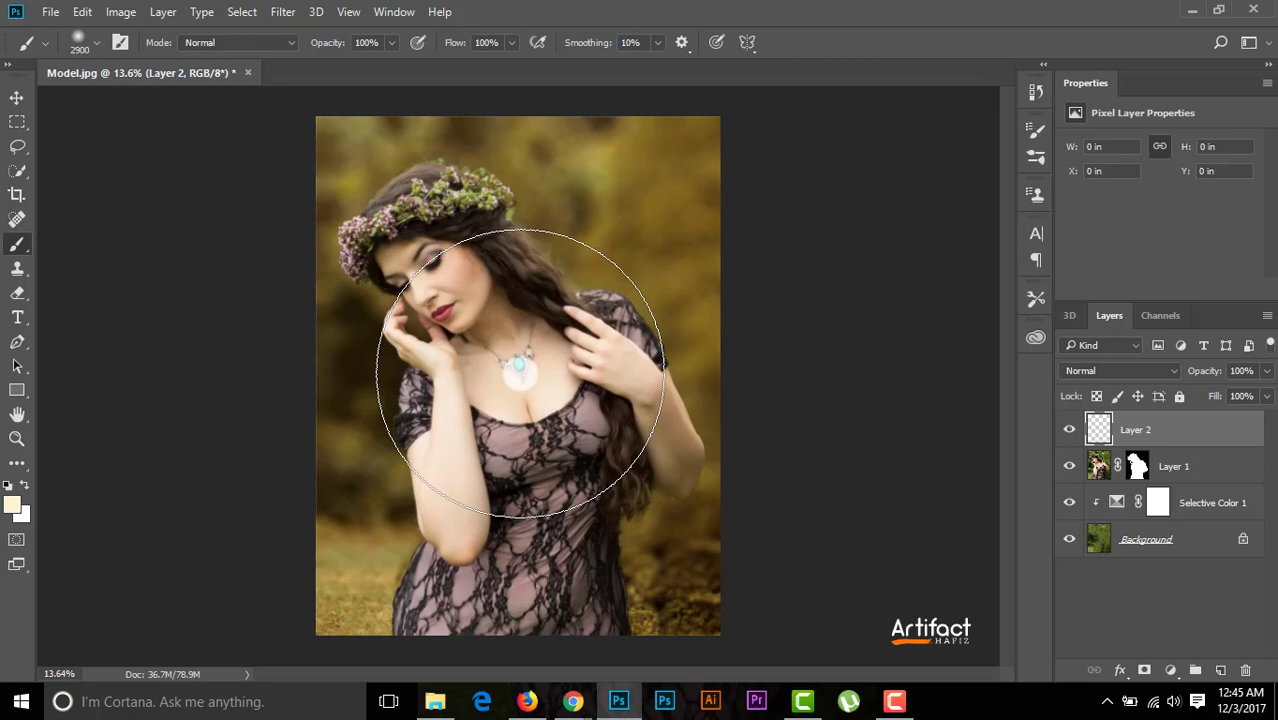 Ps File Edit Image Layer Type Select Filter 3D View Window Help
2900 Mode: Normal Opacity: 100% Flow: 100% Smoothing: 10%
Model.jpg @ 13.6% (Layer 2, RGB/8*) *
Properties
Pixel Layer Properties
W: 0 in H: 0 in
X: 0 in Y: 0 in
3D Layers Channels
Kind
Normal Opacity: 100%
Lock: Fill: 100%
Layer 2
Layer 1
Selective Color 1
Background
Artifact
HAFIZ
13.64% Doc: 36.7M/78.9M
I'm Cortana. Ask me anything.
Ps Ps Ai Pr
12:45 AM
12/3/2017